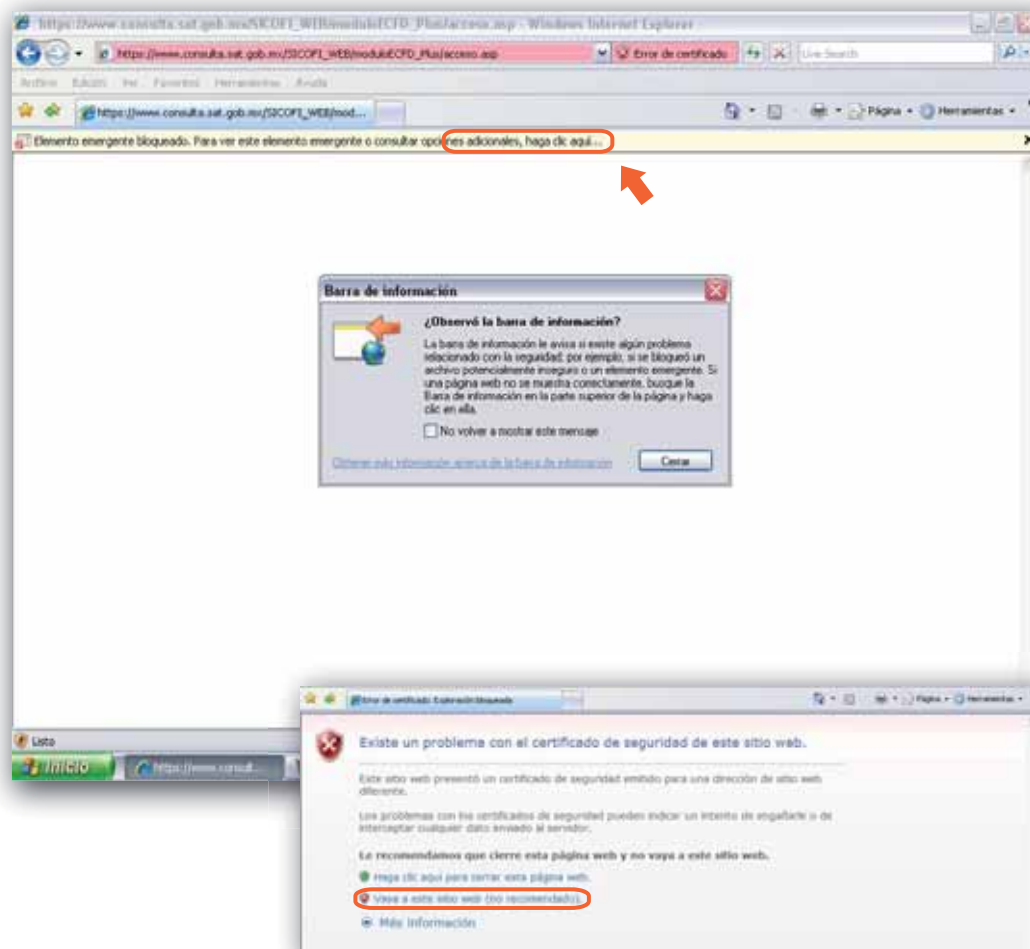 https://www.consulta.sat.gob.mx/SICOFI_WEB/moduloECFD_Plus/acceso.asp - Windows Internet Explorer
https://www.consulta.sat.gob.mx/SICOFI_WEB/moduloECFD_Plus/acceso.asp
Error de certificado
Live Search
Archivo Edición Ver Favoritos Herramientas Ayuda
https://www.consulta.sat.gob.mx/SICOFI_WEB/mod...
Página
Herramientas
Elemento emergente bloqueado. Para ver este elemento emergente o consultar opciones adicionales, haga clic aquí...
Barra de información
¿Observó la barra de información?
La barra de información le avisa si existe algún problema
relacionado con la seguridad; por ejemplo, si se bloqueó un
archivo potencialmente inseguro o un elemento emergente. Si
una página web no se muestra correctamente, busque la
Barra de información en la parte superior de la página y haga
clic en ella.
No volver a mostrar este mensaje
Obtener más información acerca de la barra de información
Cerrar
Listo
Inicio
https://www.consult...
Error de certificado: Exploración bloqueada
Página
Herramientas
Existe un problema con el certificado de seguridad de este sitio web.
Este sitio web presentó un certificado de seguridad emitido para una dirección de sitio web
diferente.
Los problemas con los certificados de seguridad pueden indicar un intento de engañarle o de
interceptar cualquier dato enviado al servidor.
Le recomendamos que cierre esta página web y no vaya a este sitio web.
Haga clic aquí para cerrar esta página web.
Vaya a este sitio web (no recomendado).
Más información